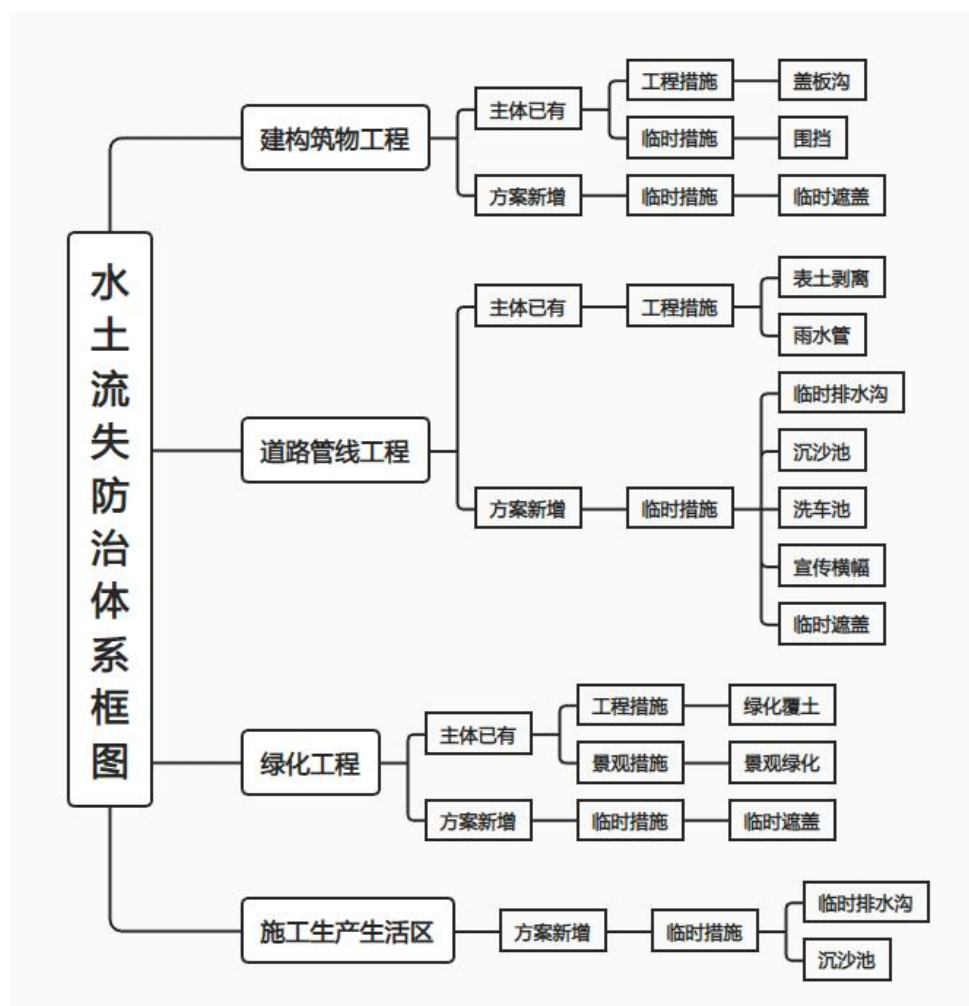 水土流失防治体系框图
建构筑物工程
主体已有
工程措施
盖板沟
临时措施
围挡
方案新增
临时措施
临时遮盖
道路管线工程
主体已有
工程措施
表土剥离
雨水管
方案新增
临时措施
临时排水沟
沉沙池
洗车池
宣传横幅
临时遮盖
绿化工程
主体已有
工程措施
绿化覆土
景观措施
景观绿化
方案新增
临时措施
临时遮盖
施工生产生活区
方案新增
临时措施
临时排水沟
沉沙池